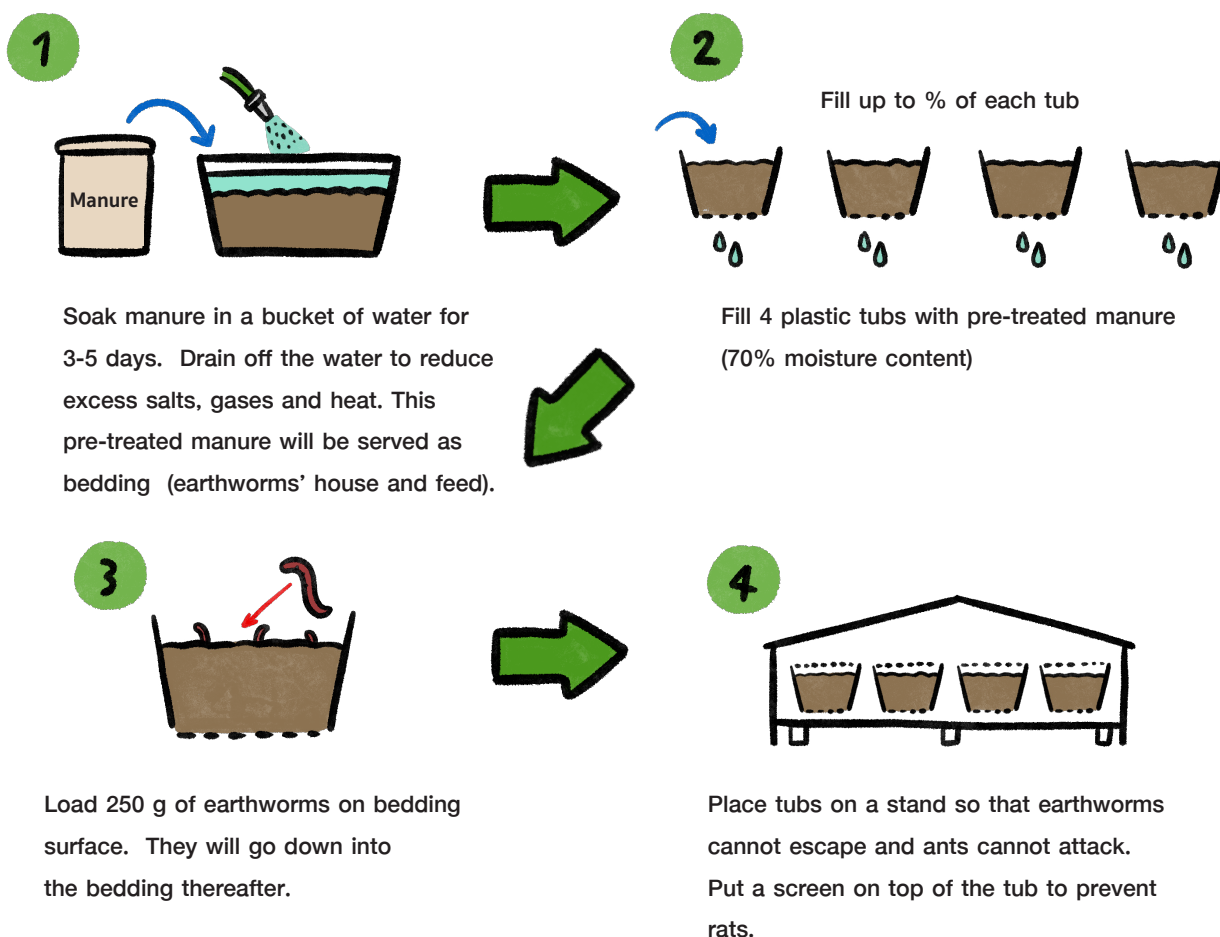 1
Manure
Soak manure in a bucket of water for
3-5 days. Drain off the water to reduce
excess salts, gases and heat. This
pre-treated manure will be served as
bedding (earthworms’ house and feed).
2
Fill up to % of each tub
Fill 4 plastic tubs with pre-treated manure
(70% moisture content)
3
Load 250 g of earthworms on bedding
surface. They will go down into
the bedding thereafter.
4
Place tubs on a stand so that earthworms
cannot escape and ants cannot attack.
Put a screen on top of the tub to prevent
rats.